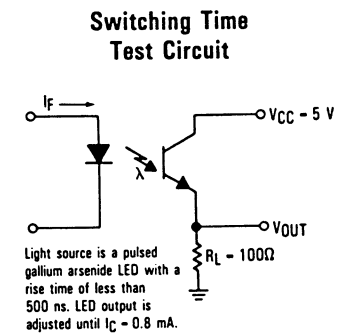 Switching Time
Test Circuit
IF
VCC - 5 V
λ
VOUT
RL - 100Ω
Light source is a pulsed
gallium arsenide LED with a
rise time of less than
500 ns. LED output is
adjusted until IC - 0.8 mA.